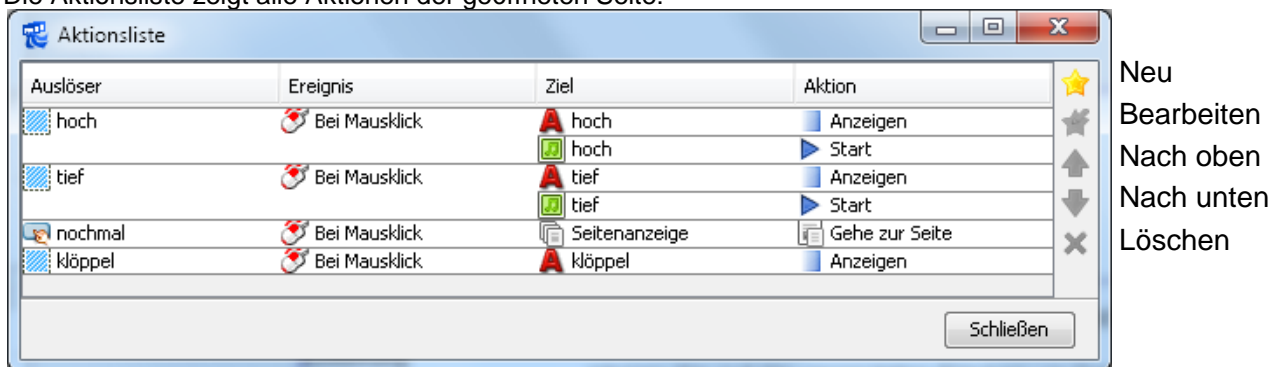 Die Aktionsliste zeigt alle Aktionen der geöffneten Seite.
Aktionsliste
Auslöser Ereignis Ziel Aktion
hoch Bei Mausklick hoch Anzeigen
hoch Start
tief Bei Mausklick tief Anzeigen
tief Start
nochmal Bei Mausklick Seitenanzeige Gehe zur Seite
klöppel Bei Mausklick klöppel Anzeigen
Schließen
Neu
Bearbeiten
Nach oben
Nach unten
Löschen